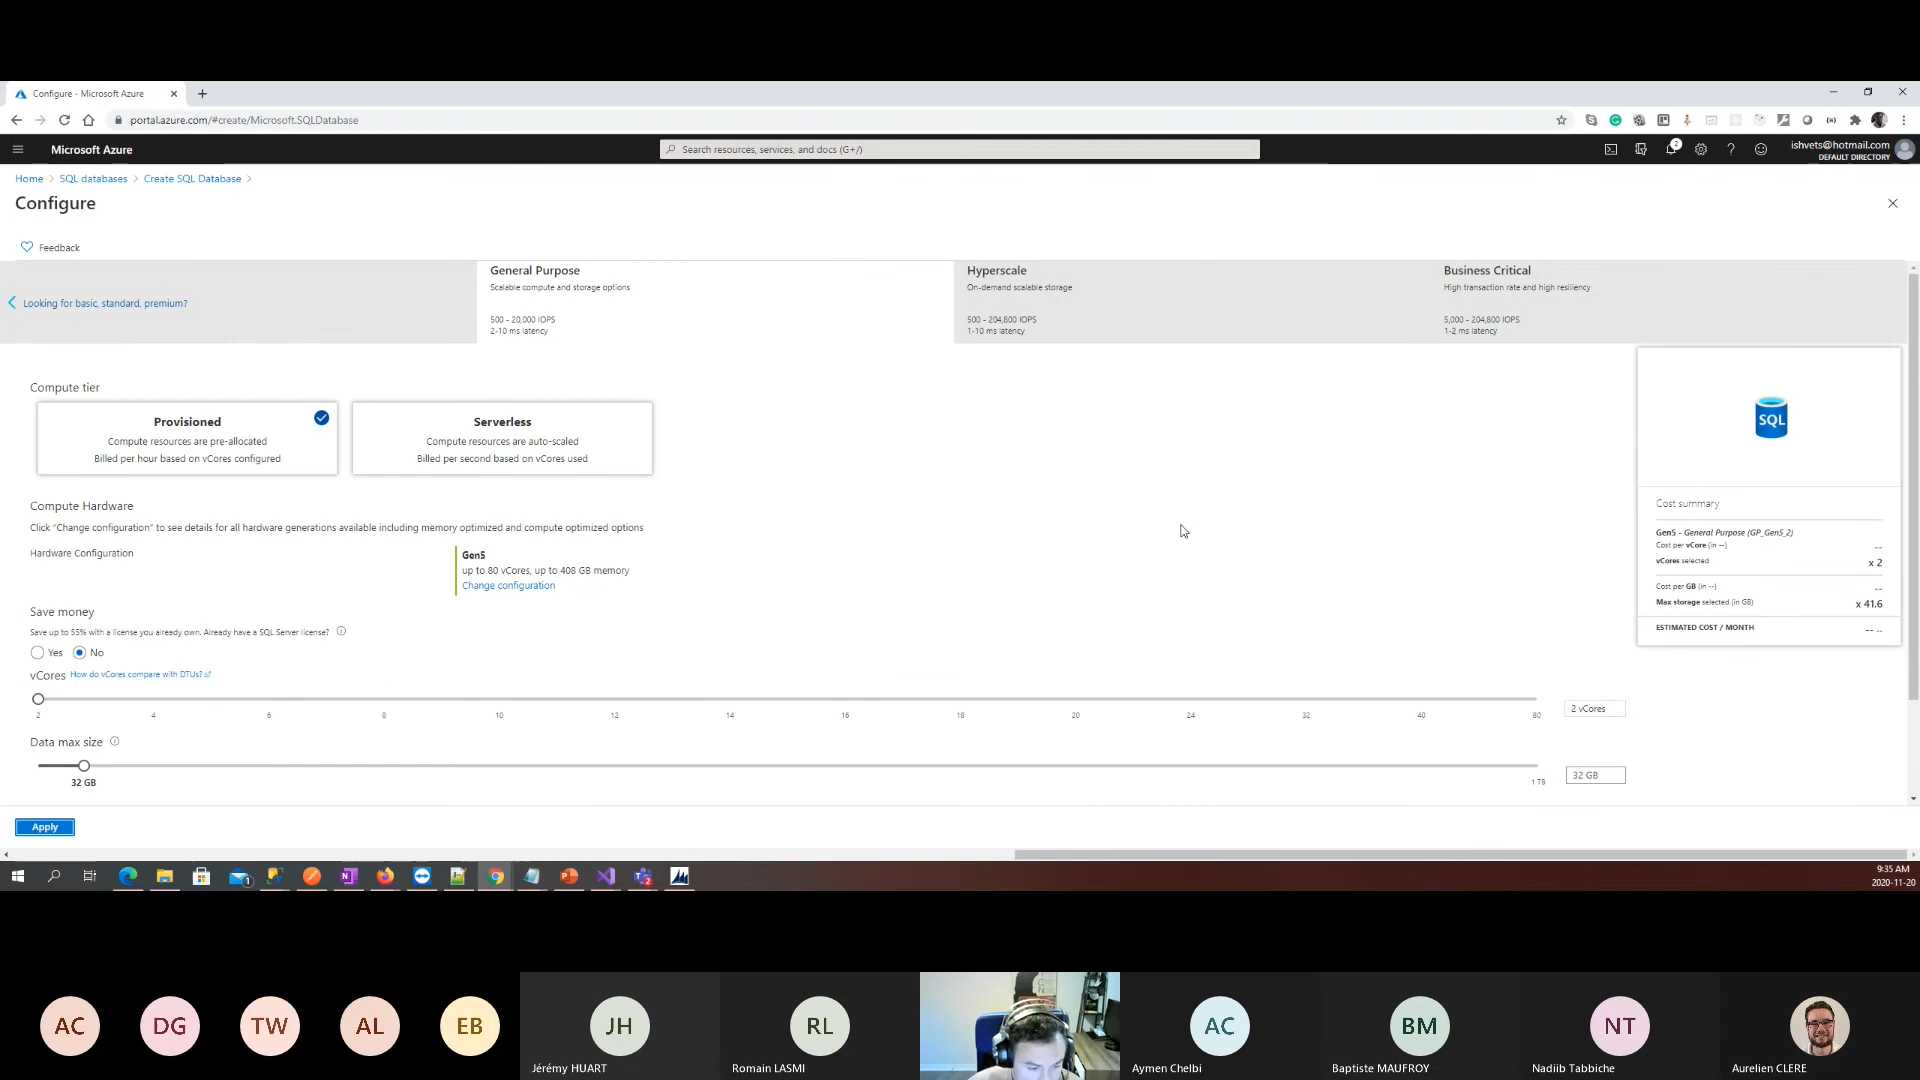 Configure - Microsoft Azure
portal.azure.com/#create/Microsoft.SQLDatabase
Microsoft Azure
Search resources, services, and docs (G+/)
2
ishvets@hotmail.com
DEFAULT DIRECTORY
Home > SQL databases > Create SQL Database >
Configure
Feedback
Looking for basic, standard, premium?
General Purpose
Scalable compute and storage options
500 - 20,000 IOPS
2-10 ms latency
Hyperscale
On-demand scalable storage
500 - 204,800 IOPS
1-10 ms latency
Business Critical
High transaction rate and high resiliency
5,000 - 204,800 IOPS
1-2 ms latency
Compute tier
Provisioned
Compute resources are pre-allocated
Billed per hour based on vCores configured
Serverless
Compute resources are auto-scaled
Billed per second based on vCores used
Compute Hardware
Click "Change configuration" to see details for all hardware generations available including memory optimized and compute optimized options
Hardware Configuration
Gen5
up to 80 vCores, up to 408 GB memory
Change configuration
Save money
Save up to 55% with a license you already own. Already have a SQL Server license?
Yes No
vCores How do vCores compare with DTUs?
2 4 6 8 10 12 14 16 18 20 24 32 40 80
2 vCores
Data max size
32 GB
1 TB
32 GB
SQL
Cost summary
Gen5 - General Purpose (GP_Gen5_2)
Cost per vCore (in --) --
vCores selected x 2
Cost per GB (in --) --
Max storage selected (in GB) x 41.6
ESTIMATED COST / MONTH -- --
Apply
1
2
9:35 AM
2020-11-20
AC
DG
TW
AL
EB
JH
Jérémy HUART
RL
Romain LASMI
AC
Aymen Chelbi
BM
Baptiste MAUFROY
NT
Nadiib Tabbiche
Aurelien CLERE